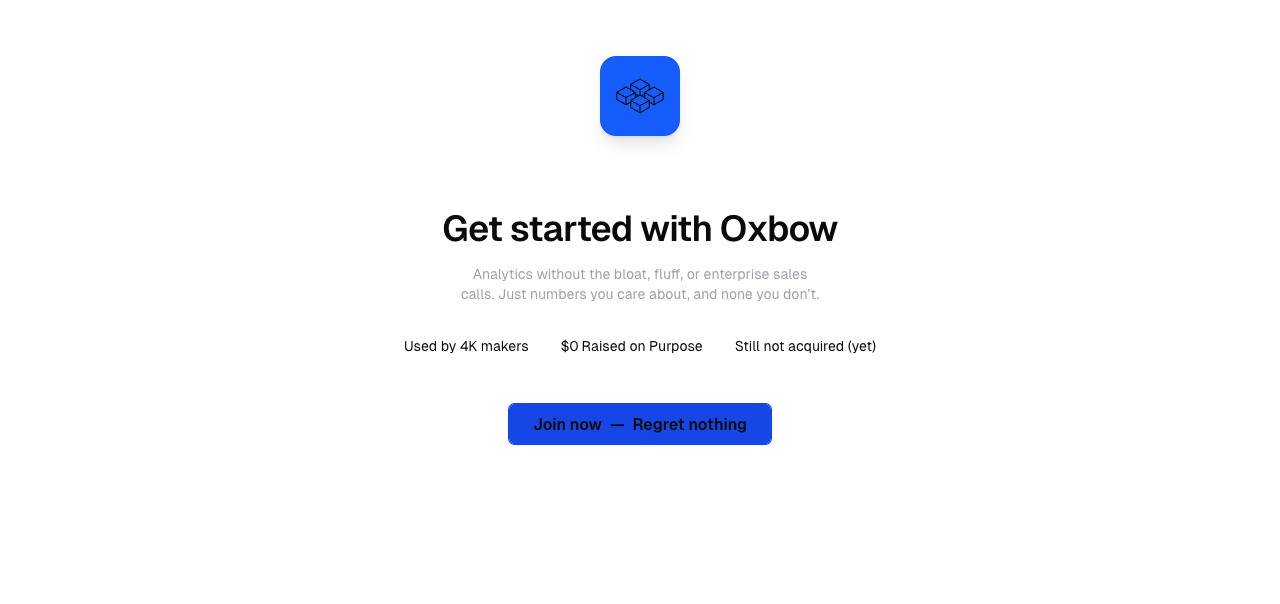 Get started with Oxbow
Analytics without the bloat, fluff, or enterprise sales
calls. Just numbers you care about, and none you don't.
Used by 4K makers
$0 Raised on Purpose
Still not acquired (yet)
Join now — Regret nothing